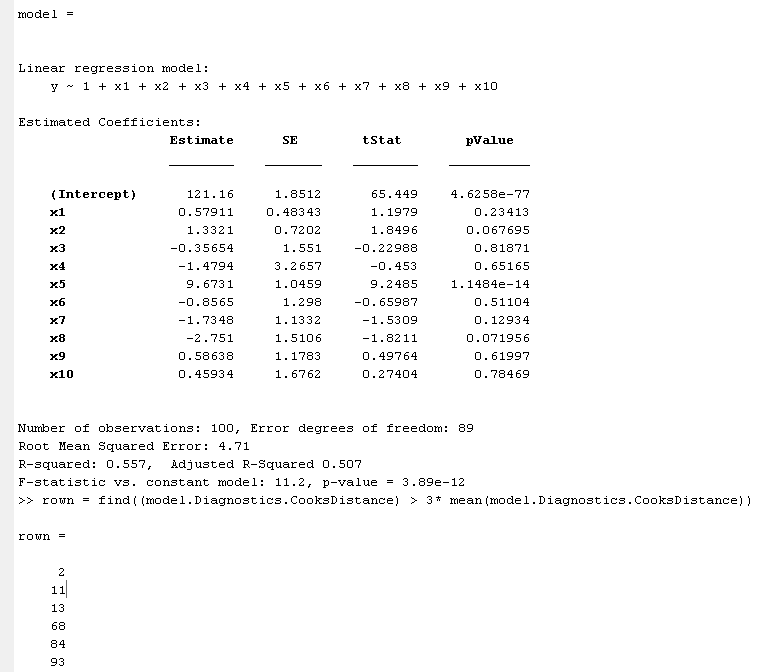 model =
Linear regression model:
y ~ 1 + x1 + x2 + x3 + x4 + x5 + x6 + x7 + x8 + x9 + x10
Estimated Coefficients:
Estimate SE tStat pValue
(Intercept) 121.16 1.8512 65.449 4.6258e-77
x1 0.57911 0.48343 1.1979 0.23413
x2 1.3321 0.7202 1.8496 0.067695
x3 -0.35654 1.551 -0.22988 0.81871
x4 -1.4794 3.2657 -0.453 0.65165
x5 9.6731 1.0459 9.2485 1.1484e-14
x6 -0.8565 1.298 -0.65987 0.51104
x7 -1.7348 1.1332 -1.5309 0.12934
x8 -2.751 1.5106 -1.8211 0.071956
x9 0.58638 1.1783 0.49764 0.61997
x10 0.45934 1.6762 0.27404 0.78469
Number of observations: 100, Error degrees of freedom: 89
Root Mean Squared Error: 4.71
R-squared: 0.557, Adjusted R-Squared 0.507
F-statistic vs. constant model: 11.2, p-value = 3.89e-12
>> rown = find((model.Diagnostics.CooksDistance) > 3* mean(model.Diagnostics.CooksDistance))
rown =
2
11
13
68
84
93